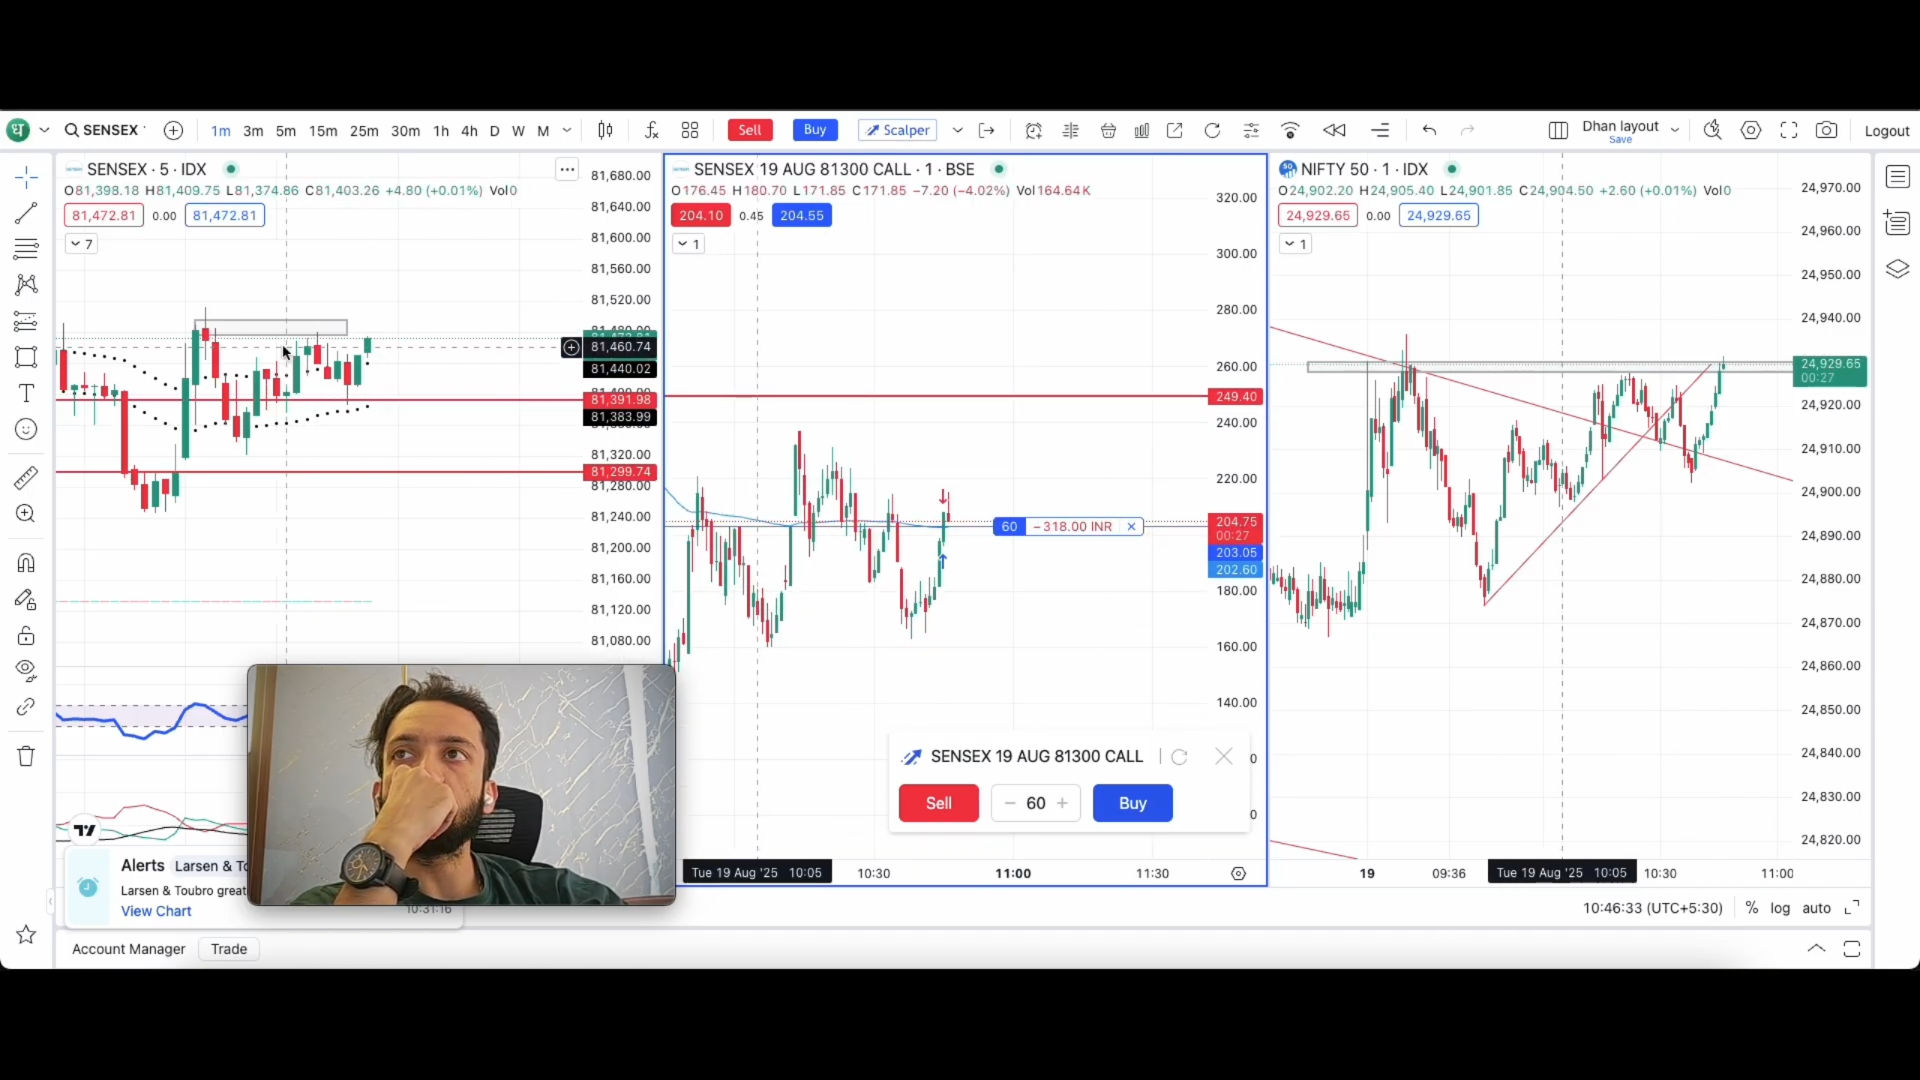 ध SENSEX 1m 3m 5m 15m 25m 30m 1h 4h D W M Sell Buy Scalper Dhan layout Save Logout
SENSEX · 5 · IDX
O81,398.18 H81,409.75 L81,374.86 C81,403.26 +4.80 (+0.01%) Vol0
81,472.81 0.00 81,472.81
7
81,680.00
81,640.00
81,600.00
81,560.00
81,520.00
81,460.74
81,440.02
81,391.98
81,383.99
81,320.00
81,299.74
81,280.00
81,240.00
81,200.00
81,160.00
81,120.00
81,080.00
SENSEX 19 AUG 81300 CALL · 1 · BSE
O176.45 H180.70 L171.85 C171.85 −7.20 (−4.02%) Vol164.64K
204.10 0.45 204.55
1
320.00
300.00
280.00
260.00
249.40
240.00
220.00
60 −318.00 INR
204.75
00:27
203.05
202.60
180.00
160.00
140.00
SENSEX 19 AUG 81300 CALL
Sell − 60 + Buy
Tue 19 Aug '25 10:05 10:30 11:00 11:30
NIFTY 50 · 1 · IDX
O24,902.20 H24,905.40 L24,901.85 C24,904.50 +2.60 (+0.01%) Vol0
24,929.65 0.00 24,929.65
1
24,970.00
24,960.00
24,950.00
24,940.00
24,929.65
00:27
24,920.00
24,910.00
24,900.00
24,890.00
24,880.00
24,870.00
24,860.00
24,850.00
24,840.00
24,830.00
24,820.00
19 09:36 Tue 19 Aug '25 10:05 10:30 11:00
Alerts Larsen & To
Larsen & Toubro great
View Chart 10:31:16
10:46:33 (UTC+5:30) % log auto
Account Manager Trade